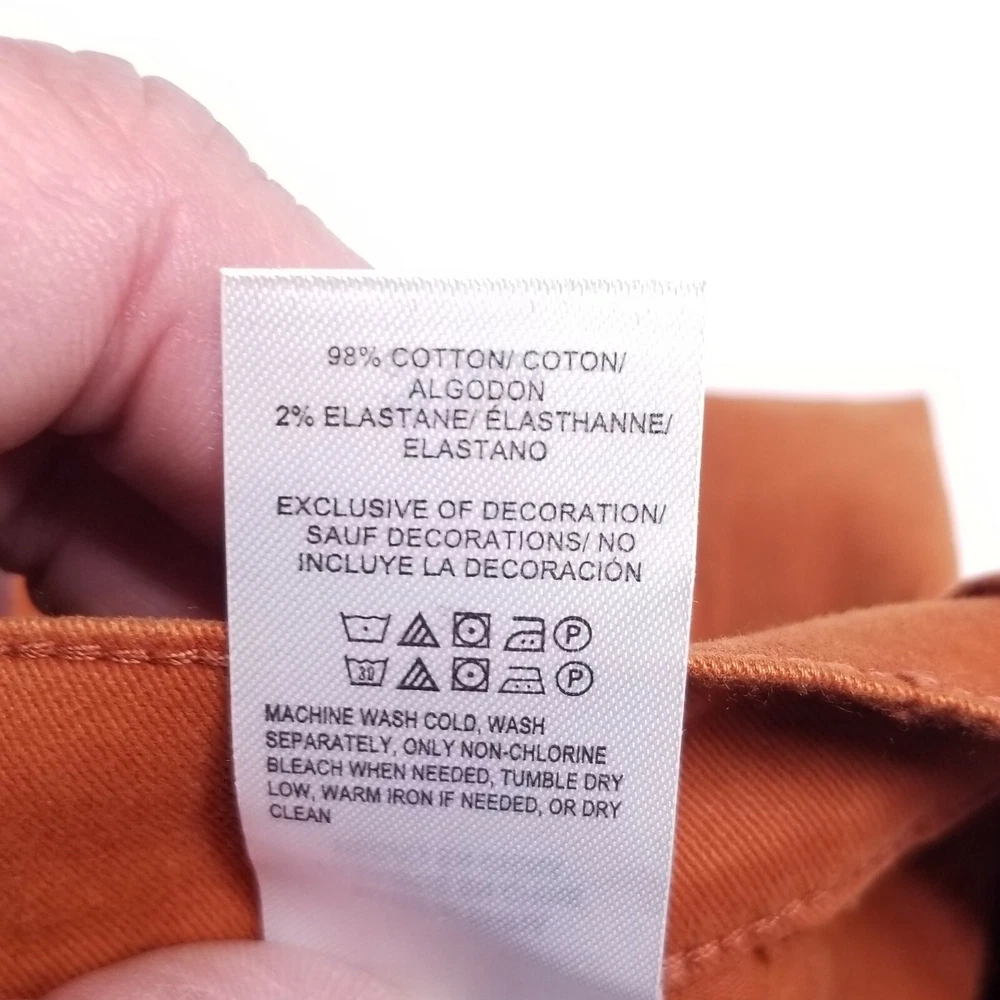 98% COTTON/ COTON/
ALGODON
2% ELASTANE/ ÉLASTHANNE/
ELASTANO
EXCLUSIVE OF DECORATION/
SAUF DECORATIONS/ NO
INCLUYE LA DECORACIÓN
P
30 P
MACHINE WASH COLD, WASH
SEPARATELY, ONLY NON-CHLORINE
BLEACH WHEN NEEDED, TUMBLE DRY
LOW, WARM IRON IF NEEDED, OR DRY
CLEAN